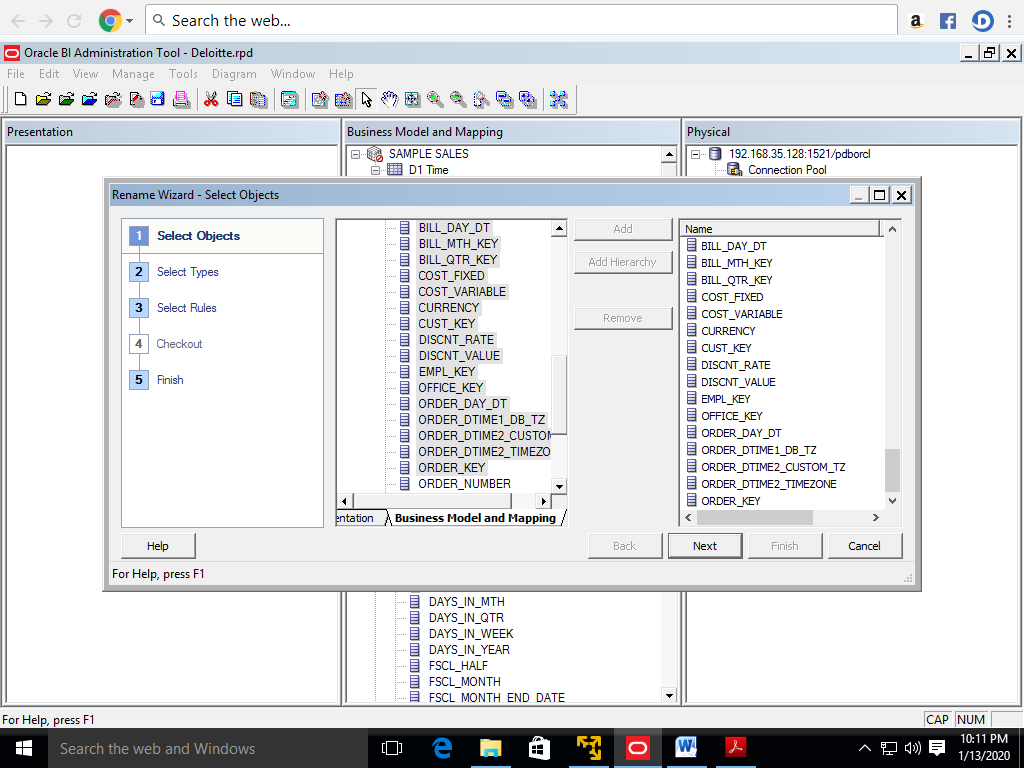 Search the web...
Oracle BI Administration Tool - Deloitte.rpd
File Edit View Manage Tools Diagram Window Help
Presentation
Business Model and Mapping
Physical
SAMPLE SALES
D1 Time
192.168.35.128:1521/pdborcl
Connection Pool
Rename Wizard - Select Objects
1 Select Objects
2 Select Types
3 Select Rules
4 Checkout
5 Finish
BILL_DAY_DT
BILL_MTH_KEY
BILL_QTR_KEY
COST_FIXED
COST_VARIABLE
CURRENCY
CUST_KEY
DISCNT_RATE
DISCNT_VALUE
EMPL_KEY
OFFICE_KEY
ORDER_DAY_DT
ORDER_DTIME1_DB_TZ
ORDER_DTIME2_CUSTOM
ORDER_DTIME2_TIMEZO
ORDER_KEY
ORDER_NUMBER
entation
Business Model and Mapping
Add
Add Hierarchy
Remove
Name
BILL_DAY_DT
BILL_MTH_KEY
BILL_QTR_KEY
COST_FIXED
COST_VARIABLE
CURRENCY
CUST_KEY
DISCNT_RATE
DISCNT_VALUE
EMPL_KEY
OFFICE_KEY
ORDER_DAY_DT
ORDER_DTIME1_DB_TZ
ORDER_DTIME2_CUSTOM_TZ
ORDER_DTIME2_TIMEZONE
ORDER_KEY
Help
Back
Next
Finish
Cancel
For Help, press F1
DAYS_IN_MTH
DAYS_IN_QTR
DAYS_IN_WEEK
DAYS_IN_YEAR
FSCL_HALF
FSCL_MONTH
FSCL_MONTH_END_DATE
For Help, press F1
CAP NUM
Search the web and Windows
10:11 PM
1/13/2020